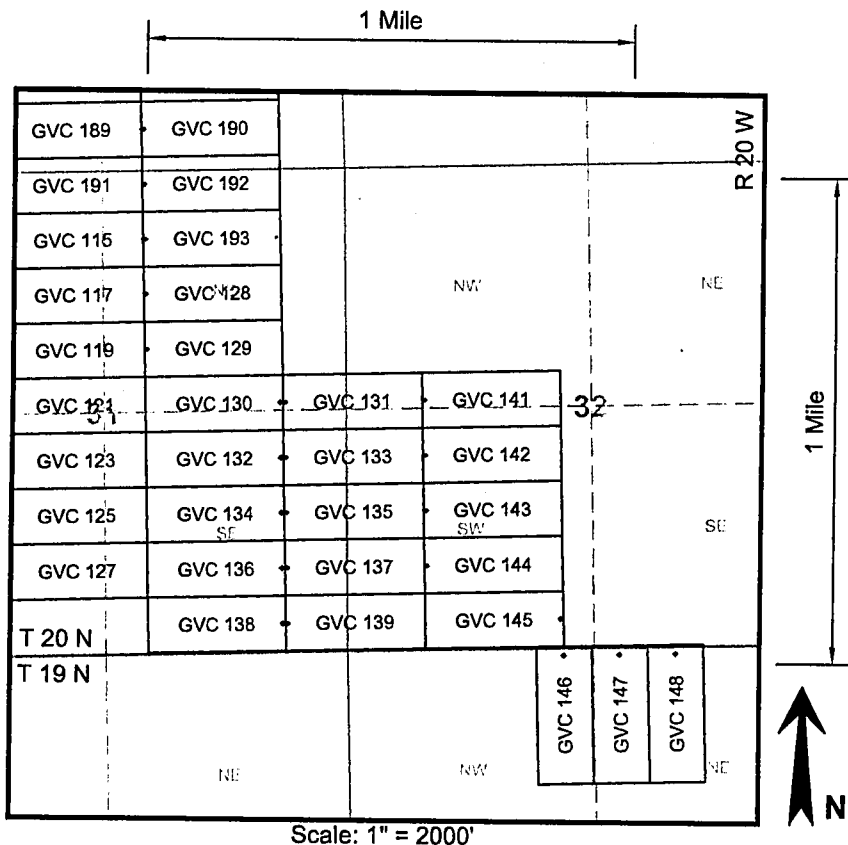 1 Mile
GVC 189 GVC 190
R 20 W
GVC 191 GVC 192
GVC 115 GVC 193
GVC 117 GVC 128 NW NE
GVC 119 GVC 129
GVC 121 GVC 130 GVC 131 GVC 141 32
31
1 Mile
GVC 123 GVC 132 GVC 133 GVC 142
GVC 125 GVC 134 GVC 135 GVC 143
SE SW SE
GVC 127 GVC 136 GVC 137 GVC 144
GVC 138 GVC 139 GVC 145
T 20 N
T 19 N
GVC 146 GVC 147 GVC 148
NE NW NE
N
Scale: 1" = 2000'